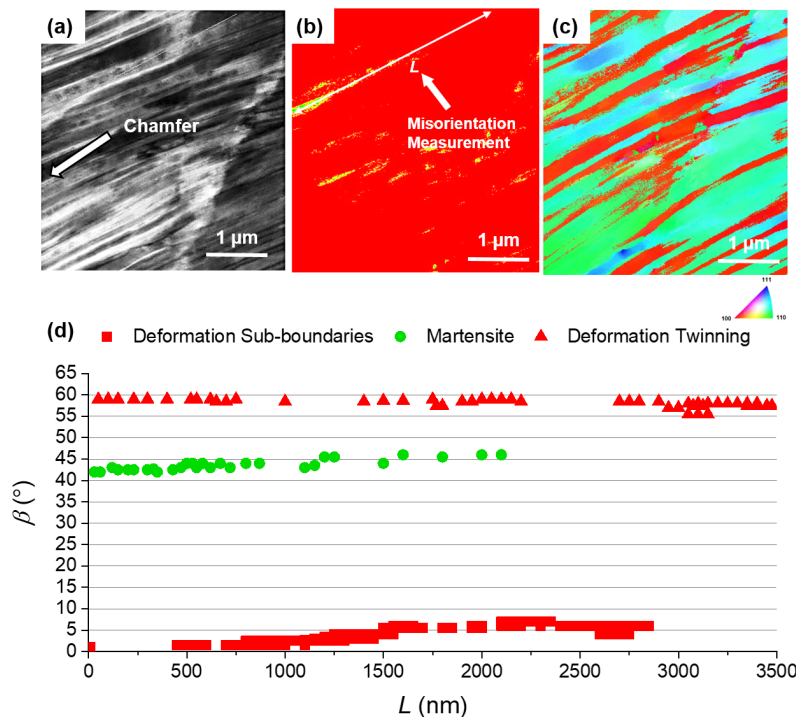 (a)
Chamfer
1 µm
(b)
L
Misorientation
Measurement
1 µm
(c)
1 µm
111
100
110
(d)
Deformation Sub-boundaries
Martensite
Deformation Twinning
65
60
55
50
45
40
35
30
25
20
15
10
5
0
β (°)
0 500 1000 1500 2000 2500 3000 3500
L (nm)